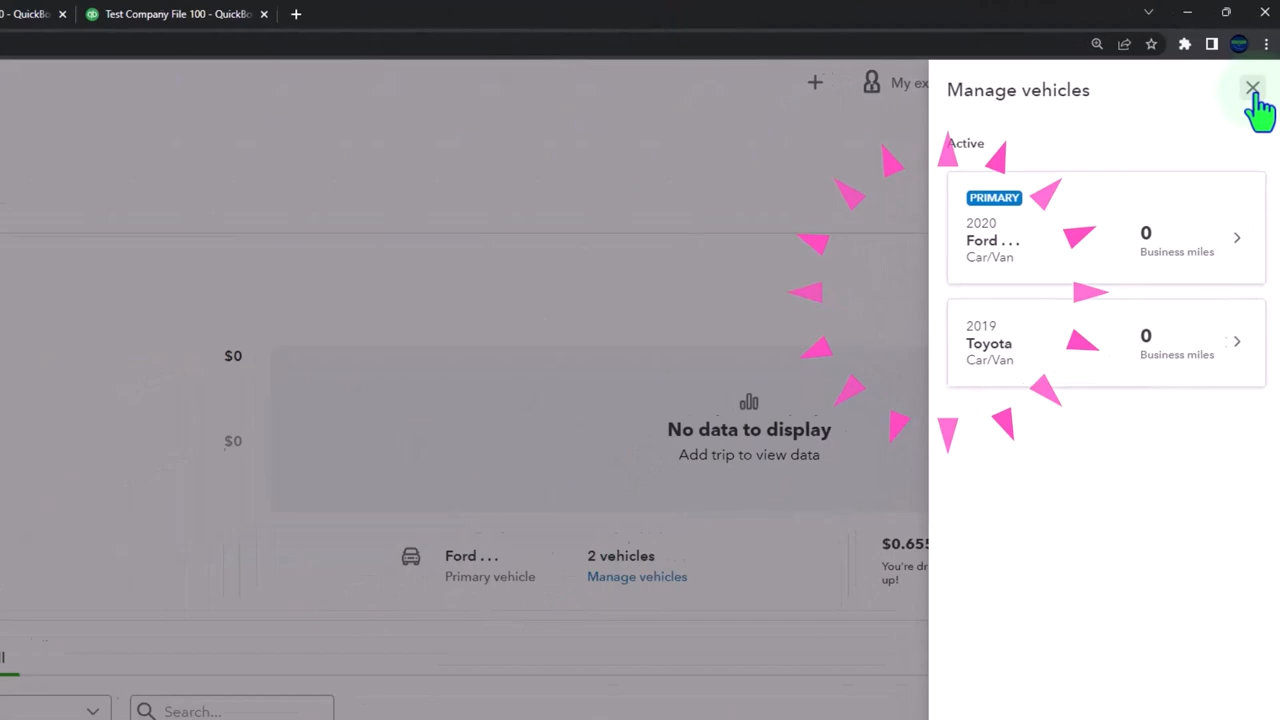 0 - QuickBo
Test Company File 100 - QuickBo
My ex
Manage vehicles
Active
PRIMARY
2020
Ford . . .
Car/Van
0
Business miles
2019
Toyota
Car/Van
0
Business miles
$0
$0
No data to display
Add trip to view data
Ford . . .
Primary vehicle
2 vehicles
Manage vehicles
$0.655
You're dr
up!
ll
Search...